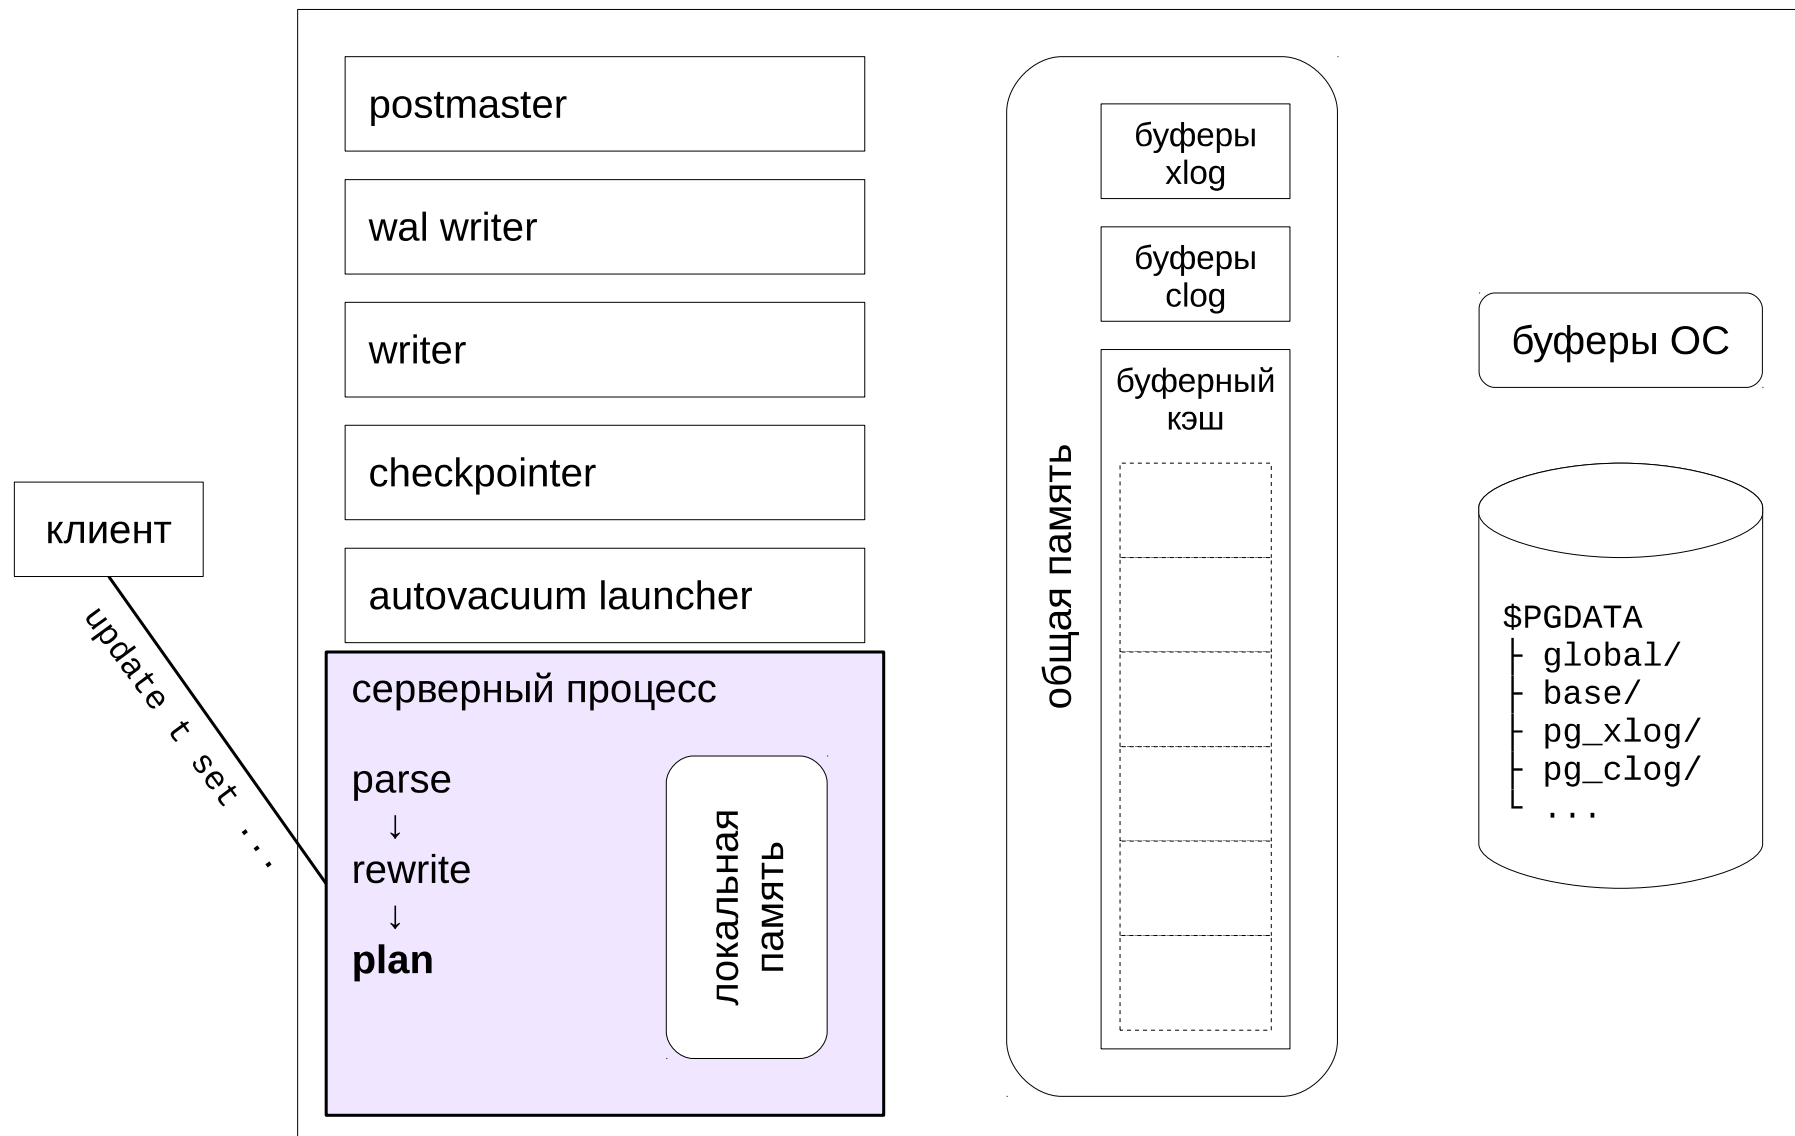 postmaster
wal writer
writer
checkpointer
autovacuum launcher
клиент
update t set ...
серверный процесс
parse
↓
rewrite
↓
plan
локальная
память
общая память
буферы
xlog
буферы
clog
буферный
кэш
буферы ОС
$PGDATA
├ global/
├ base/
├ pg_xlog/
├ pg_clog/
└ ...